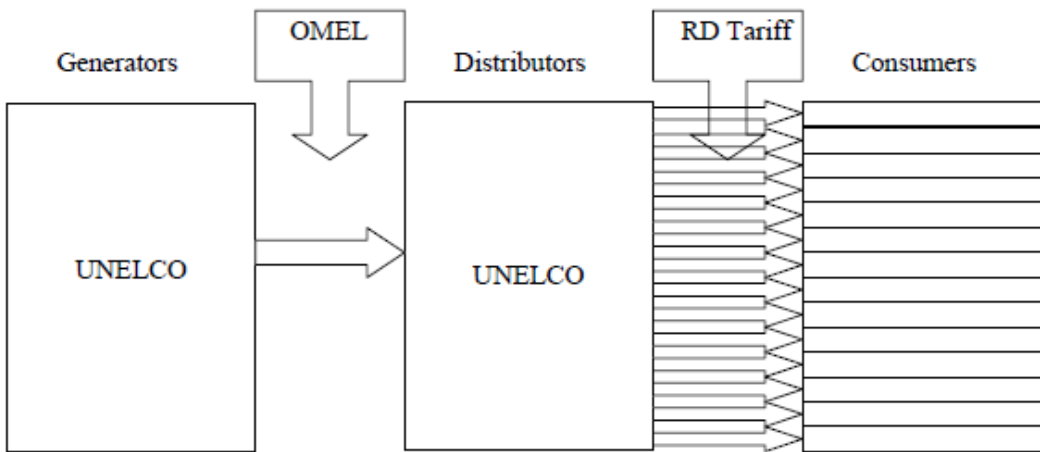 OMEL
RD Tariff
Generators
Distributors
Consumers
UNELCO
UNELCO